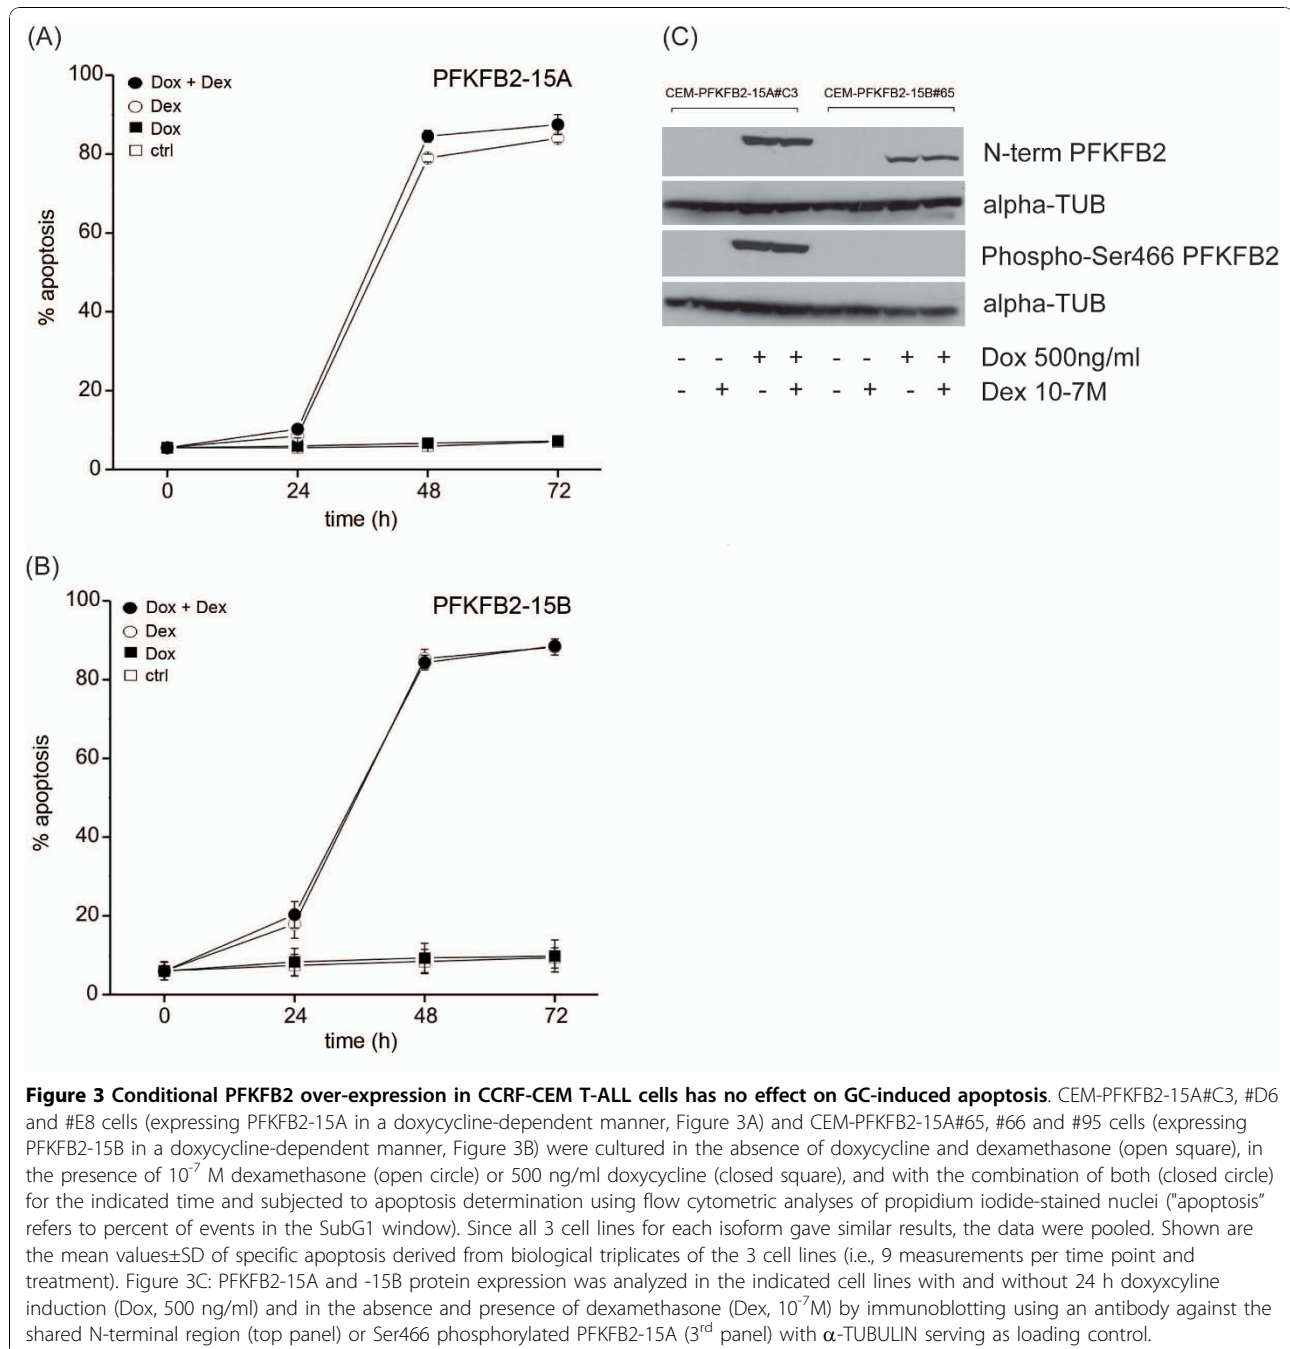 (A)
PFKFB2-15A
Dox + Dex
Dex
Dox
ctrl
100
80
60
40
20
0
% apoptosis
0 24 48 72
time (h)
(B)
PFKFB2-15B
Dox + Dex
Dex
Dox
ctrl
100
80
60
40
20
0
% apoptosis
0 24 48 72
time (h)
(C)
CEM-PFKFB2-15A#C3 CEM-PFKFB2-15B#65
N-term PFKFB2
alpha-TUB
Phospho-Ser466 PFKFB2
alpha-TUB
- - + + - - + + Dox 500ng/ml
- + - + - + - + Dex 10-7M
Figure 3 Conditional PFKFB2 over-expression in CCRF-CEM T-ALL cells has no effect on GC-induced apoptosis. CEM-PFKFB2-15A#C3, #D6
and #E8 cells (expressing PFKFB2-15A in a doxycycline-dependent manner, Figure 3A) and CEM-PFKFB2-15A#65, #66 and #95 cells (expressing
PFKFB2-15B in a doxycycline-dependent manner, Figure 3B) were cultured in the absence of doxycycline and dexamethasone (open square), in
the presence of 10⁻⁷ M dexamethasone (open circle) or 500 ng/ml doxycycline (closed square), and with the combination of both (closed circle)
for the indicated time and subjected to apoptosis determination using flow cytometric analyses of propidium iodide-stained nuclei ("apoptosis"
refers to percent of events in the SubG1 window). Since all 3 cell lines for each isoform gave similar results, the data were pooled. Shown are
the mean values±SD of specific apoptosis derived from biological triplicates of the 3 cell lines (i.e., 9 measurements per time point and
treatment). Figure 3C: PFKFB2-15A and -15B protein expression was analyzed in the indicated cell lines with and without 24 h doxyxcyline
induction (Dox, 500 ng/ml) and in the absence and presence of dexamethasone (Dex, 10⁻⁷M) by immunoblotting using an antibody against the
shared N-terminal region (top panel) or Ser466 phosphorylated PFKFB2-15A (3rd panel) with α-TUBULIN serving as loading control.